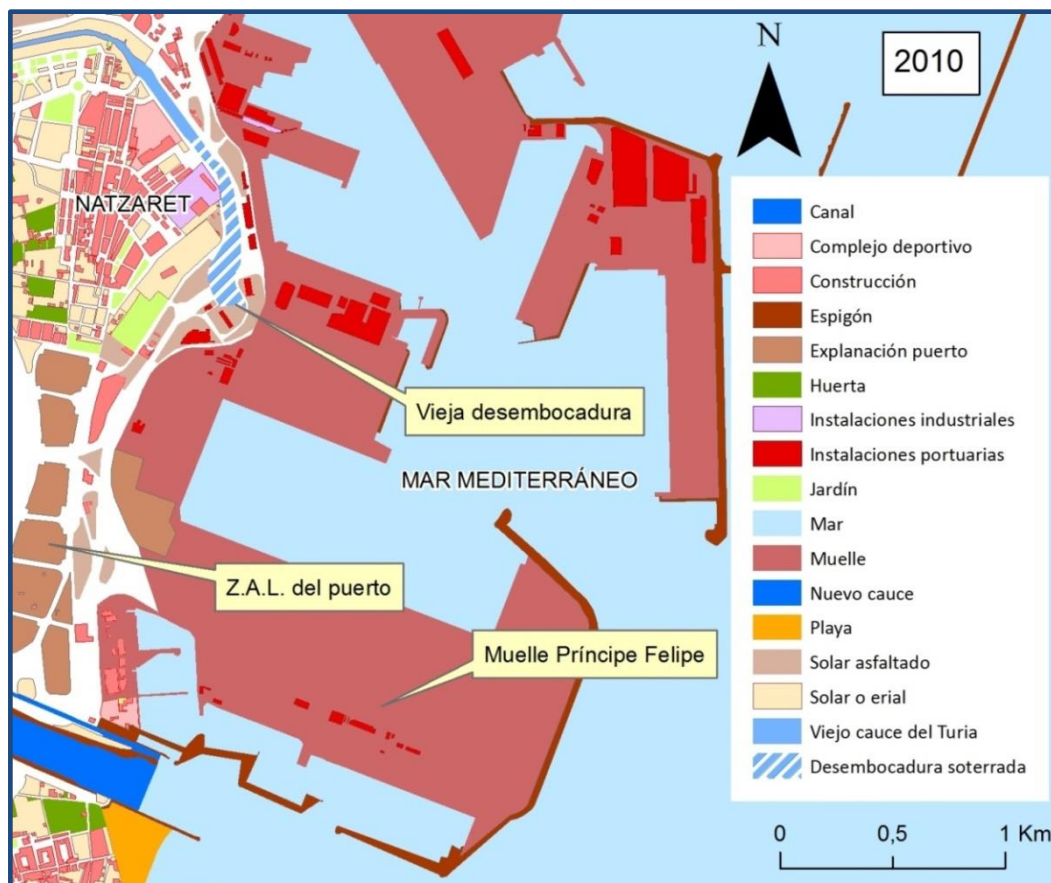 N
2010
NATZARET
Vieja desembocadura
MAR MEDITERRÁNEO
Z.A.L. del puerto
Muelle Príncipe Felipe
Canal
Complejo deportivo
Construcción
Espigón
Explanación puerto
Huerta
Instalaciones industriales
Instalaciones portuarias
Jardín
Mar
Muelle
Nuevo cauce
Playa
Solar asfaltado
Solar o erial
Viejo cauce del Turia
Desembocadura soterrada
0 0,5 1 Km